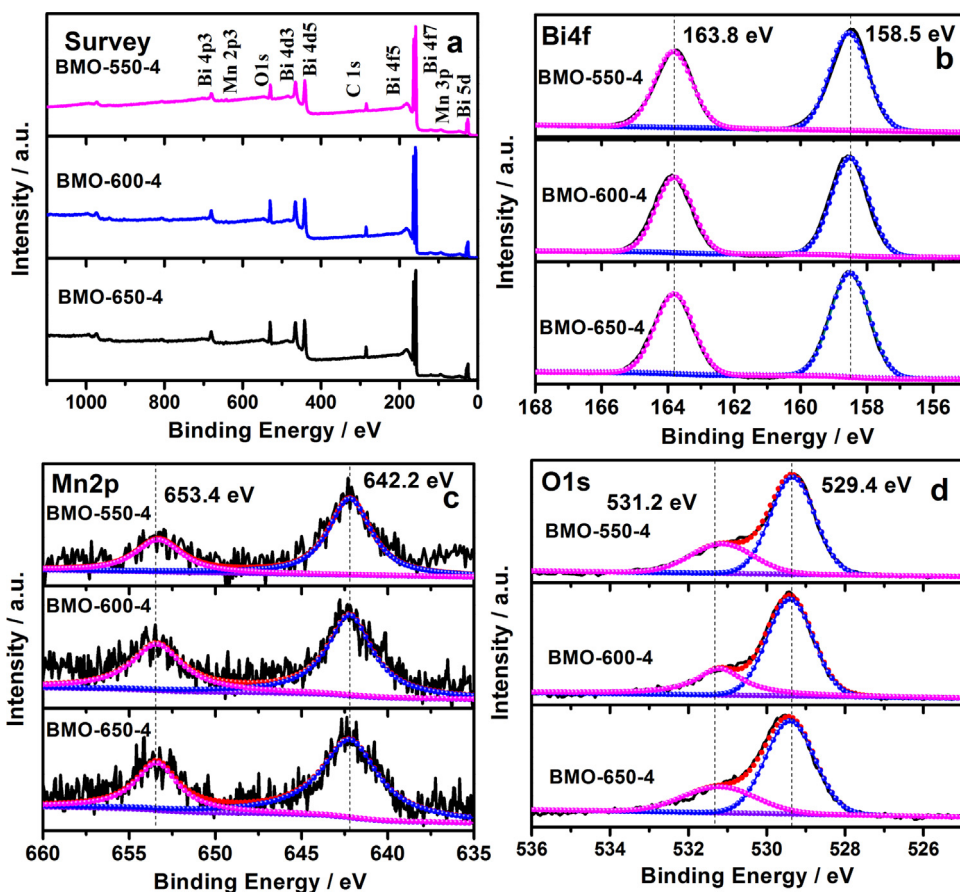 Survey
a
BMO-550-4
Bi 4p3
Mn 2p3
O1s
Bi 4d3
Bi 4d5
C 1s
Bi 4f5
Bi 4f7
Mn 3p
Bi 5d
BMO-600-4
BMO-650-4
Intensity / a.u.
1000 800 600 400 200 0
Binding Energy / eV
Bi4f
163.8 eV
158.5 eV
b
BMO-550-4
BMO-600-4
BMO-650-4
Intensity / a.u.
168 166 164 162 160 158 156
Binding Energy / eV
Mn2p
653.4 eV
642.2 eV
c
BMO-550-4
BMO-600-4
BMO-650-4
Intensity / a.u.
660 655 650 645 640 635
Binding Energy / eV
O1s
531.2 eV
529.4 eV
d
BMO-550-4
BMO-600-4
BMO-650-4
Intensity / a.u.
536 534 532 530 528 526
Binding Energy / eV